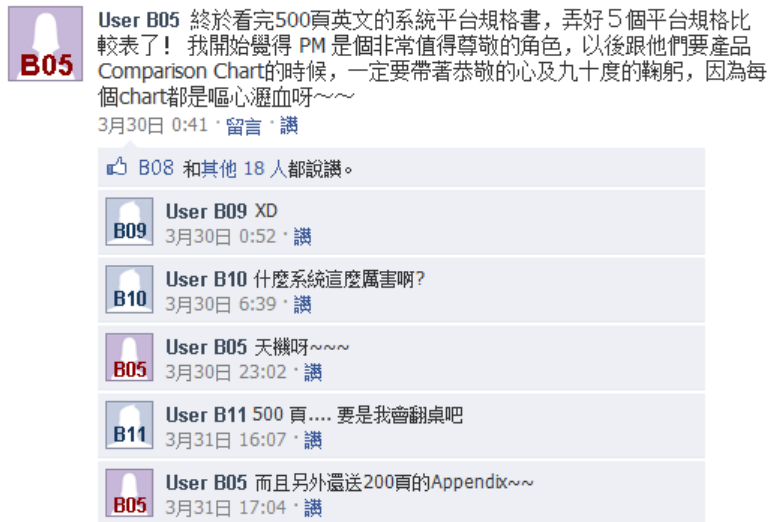 User B05 終於看完500頁英文的系統平台規格書，弄好５個平台規格比
較表了！ 我開始覺得 PM 是個非常值得尊敬的角色，以後跟他們要產品
Comparison Chart的時候，一定要帶著恭敬的心及九十度的鞠躬，因為每
個chart都是嘔心瀝血呀～～
B05
3月30日 0:41 · 留言 · 讚
B08 和其他 18 人都說讚。
User B09 XD
B09
3月30日 0:52 · 讚
User B10 什麼系統這麼厲害啊?
B10
3月30日 6:39 · 讚
User B05 天機呀~~~
B05
3月30日 23:02 · 讚
User B11 500 頁.... 要是我會翻桌吧
B11
3月31日 16:07 · 讚
User B05 而且另外還送200頁的Appendix~~
B05
3月31日 17:04 · 讚